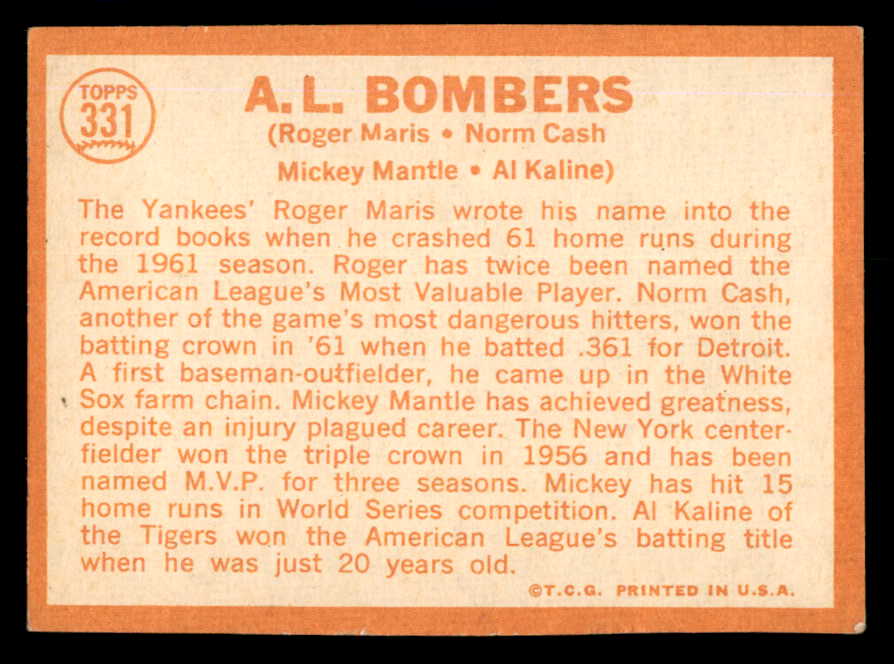 TOPPS
331
A.L. BOMBERS
(Roger Maris • Norm Cash
Mickey Mantle • Al Kaline)
The Yankees' Roger Maris wrote his name into the
record books when he crashed 61 home runs during
the 1961 season. Roger has twice been named the
American League's Most Valuable Player. Norm Cash,
another of the game's most dangerous hitters, won the
batting crown in '61 when he batted .361 for Detroit.
A first baseman-outfielder, he came up in the White
Sox farm chain. Mickey Mantle has achieved greatness,
despite an injury plagued career. The New York center-
fielder won the triple crown in 1956 and has been
named M.V.P. for three seasons. Mickey has hit 15
home runs in World Series competition. Al Kaline of
the Tigers won the American League's batting title
when he was just 20 years old.
©T.C.G. PRINTED IN U.S.A.